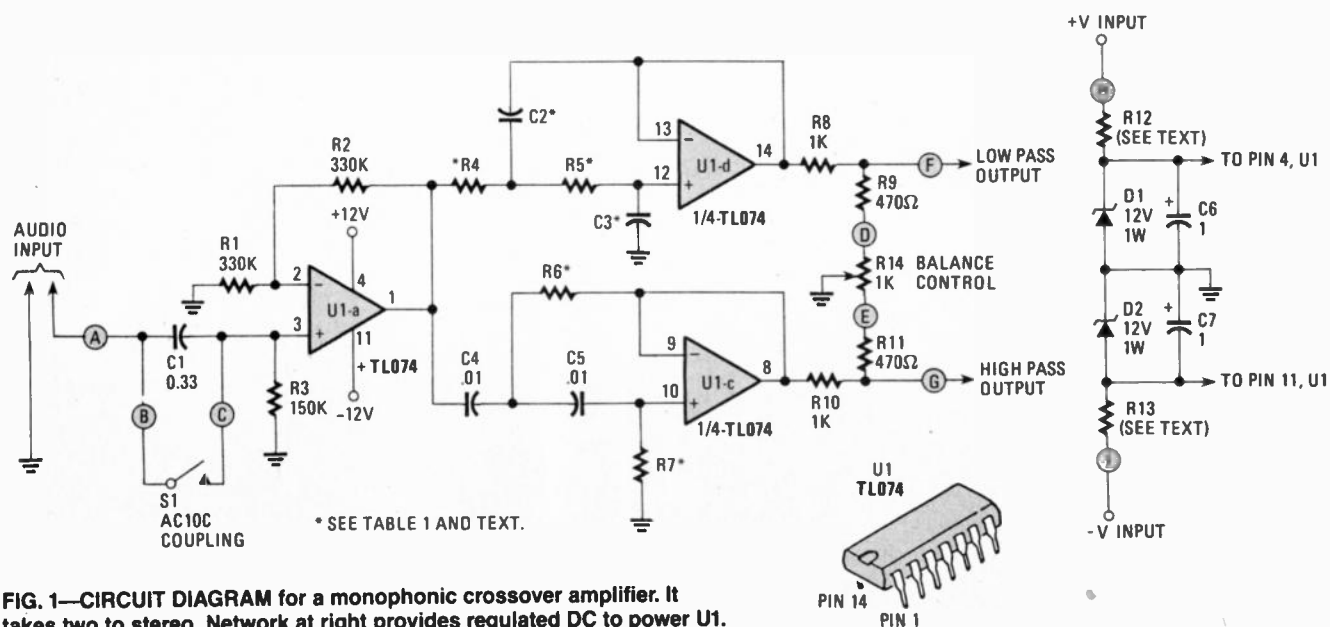 AUDIO
INPUT
A
B
C
C1
0.33
S1
AC10C
COUPLING
R1
330K
R2
330K
R3
150K
+12V
2
−
3
+
4
11
1
U1-a
+ TL074
−12V
*R4
C2*
R5*
C3*
13
−
12
+
14
U1-d
1/4-TL074
R8
1K
F
LOW PASS
OUTPUT
R9
470Ω
D
R14
1K
BALANCE
CONTROL
E
R11
470Ω
C4
.01
R6*
C5
.01
9
−
10
+
8
U1-c
1/4-TL074
R7*
R10
1K
G
HIGH PASS
OUTPUT
* SEE TABLE 1 AND TEXT.
U1
TL074
PIN 14
PIN 1
+V INPUT
R12
(SEE TEXT)
TO PIN 4, U1
D1
12V
1W
+
C6
1
D2
12V
1W
+
C7
1
TO PIN 11, U1
R13
(SEE TEXT)
-V INPUT
FIG. 1—CIRCUIT DIAGRAM for a monophonic crossover amplifier. It
takes two to stereo. Network at right provides regulated DC to power U1.